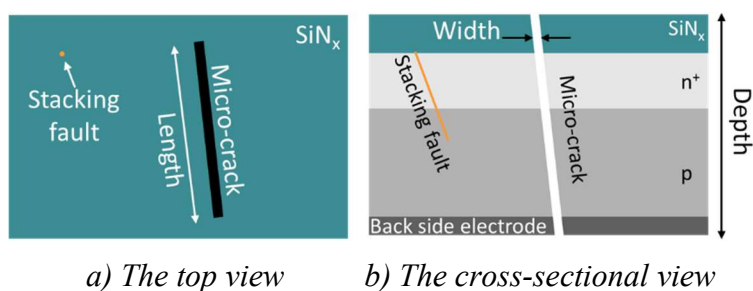 SiNx
Stacking
fault
Length
Micro-crack
a) The top view
Width
SiNx
Stacking fault
Micro-crack
n+
p
Back side electrode
Depth
b) The cross-sectional view